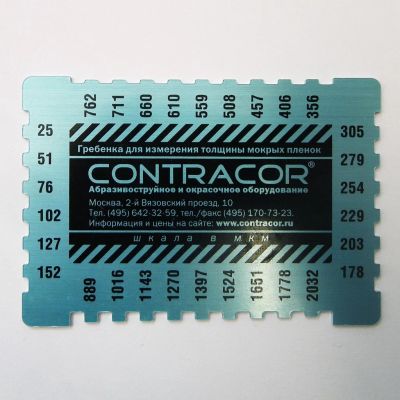 762 711 660 610 559 508 457 406 356
25 305
51 279
76 254
102 229
127 203
152 178
Гребенка для измерения толщины мокрых пленок
CONTRACOR®
Абразивоструйное и окрасочное оборудование
Москва, 2-й Вязовский проезд, 10
Тел. (495) 642-32-59, тел./факс (495) 170-73-23.
Информация и цены на сайте: www.contracor.ru
шкала в мкм
889 1016 1143 1270 1397 1524 1651 1778 2032